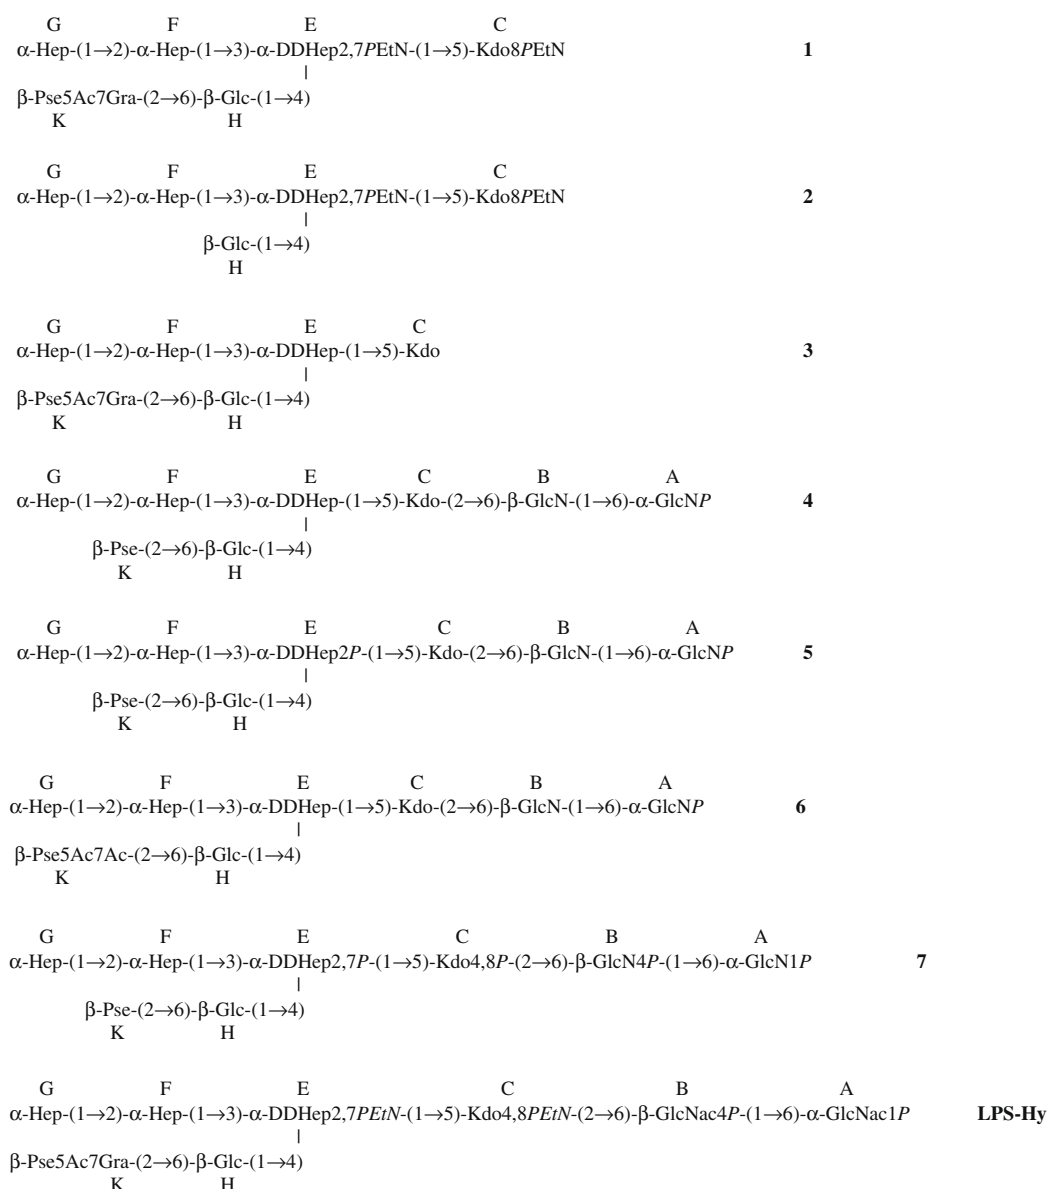 G F E C
α-Hep-(1→2)-α-Hep-(1→3)-α-DDHep2,7PEtN-(1→5)-Kdo8PEtN 1
β-Pse5Ac7Gra-(2→6)-β-Glc-(1→4)
K H
G F E C
α-Hep-(1→2)-α-Hep-(1→3)-α-DDHep2,7PEtN-(1→5)-Kdo8PEtN 2
β-Glc-(1→4)
H
G F E C
α-Hep-(1→2)-α-Hep-(1→3)-α-DDHep-(1→5)-Kdo 3
β-Pse5Ac7Gra-(2→6)-β-Glc-(1→4)
K H
G F E C B A
α-Hep-(1→2)-α-Hep-(1→3)-α-DDHep-(1→5)-Kdo-(2→6)-β-GlcN-(1→6)-α-GlcNP 4
β-Pse-(2→6)-β-Glc-(1→4)
K H
G F E C B A
α-Hep-(1→2)-α-Hep-(1→3)-α-DDHep2P-(1→5)-Kdo-(2→6)-β-GlcN-(1→6)-α-GlcNP 5
β-Pse-(2→6)-β-Glc-(1→4)
K H
G F E C B A
α-Hep-(1→2)-α-Hep-(1→3)-α-DDHep-(1→5)-Kdo-(2→6)-β-GlcN-(1→6)-α-GlcNP 6
β-Pse5Ac7Ac-(2→6)-β-Glc-(1→4)
K H
G F E C B A
α-Hep-(1→2)-α-Hep-(1→3)-α-DDHep2,7P-(1→5)-Kdo4,8P-(2→6)-β-GlcN4P-(1→6)-α-GlcN1P 7
β-Pse-(2→6)-β-Glc-(1→4)
K H
G F E C B A
α-Hep-(1→2)-α-Hep-(1→3)-α-DDHep2,7PEtN-(1→5)-Kdo4,8PEtN-(2→6)-β-GlcNac4P-(1→6)-α-GlcNac1P LPS-Hy
β-Pse5Ac7Gra-(2→6)-β-Glc-(1→4)
K H